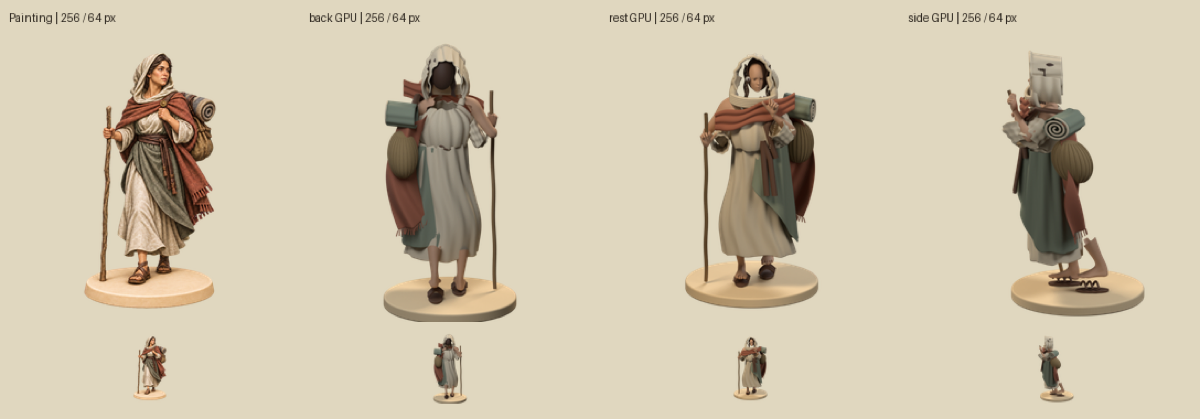 Painting | 256 / 64 px
back GPU | 256 / 64 px
rest GPU | 256 / 64 px
side GPU | 256 / 64 px